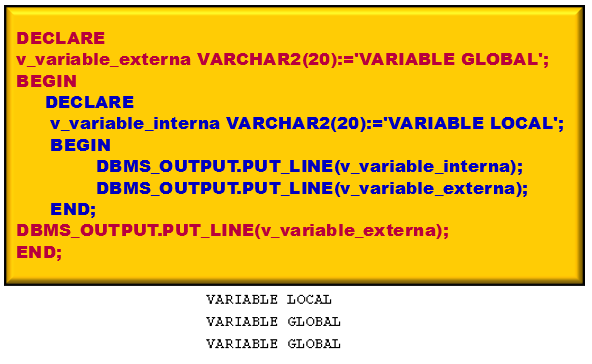 DECLARE
v_variable_externa VARCHAR2(20):='VARIABLE GLOBAL';
BEGIN
DECLARE
v_variable_interna VARCHAR2(20):='VARIABLE LOCAL';
BEGIN
DBMS_OUTPUT.PUT_LINE(v_variable_interna);
DBMS_OUTPUT.PUT_LINE(v_variable_externa);
END;
DBMS_OUTPUT.PUT_LINE(v_variable_externa);
END;
VARIABLE LOCAL
VARIABLE GLOBAL
VARIABLE GLOBAL